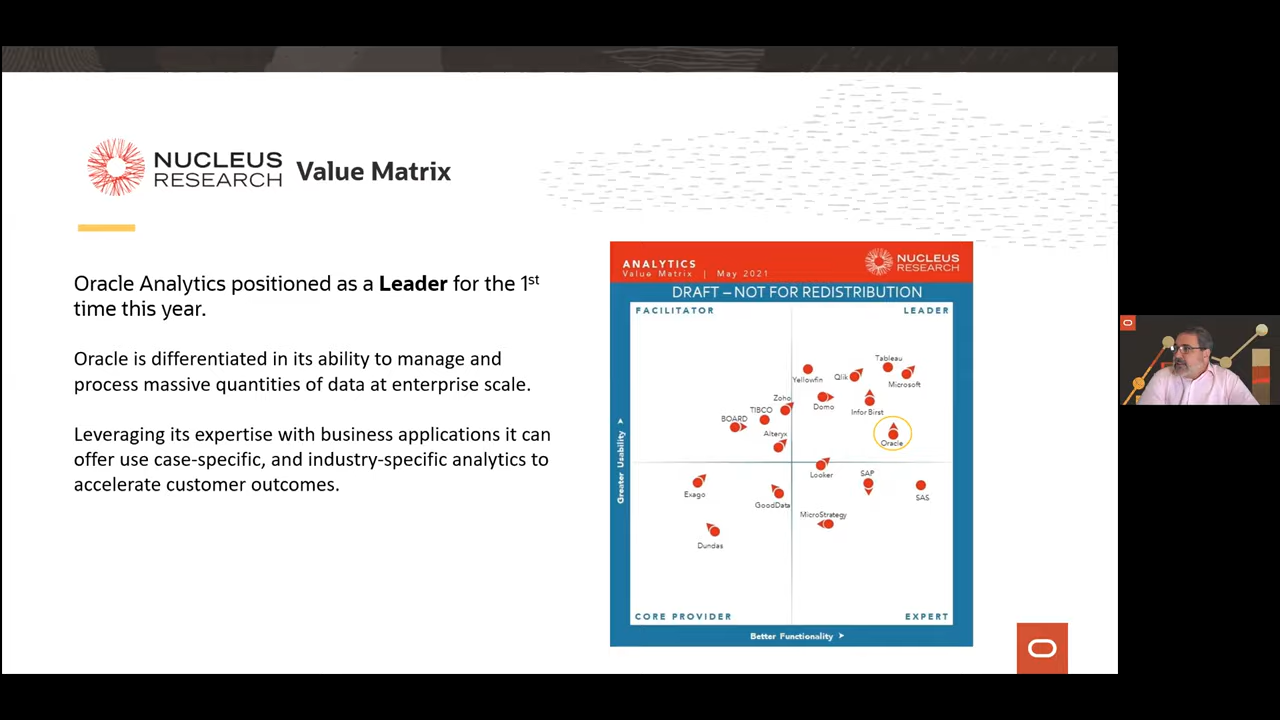 NUCLEUS
RESEARCH
Value Matrix
Oracle Analytics positioned as a Leader for the 1st
time this year.
Oracle is differentiated in its ability to manage and
process massive quantities of data at enterprise scale.
Leveraging its expertise with business applications it can
offer use case-specific, and industry-specific analytics to
accelerate customer outcomes.
ANALYTICS
Value Matrix | May 2021
NUCLEUS
RESEARCH
DRAFT – NOT FOR REDISTRIBUTION
FACILITATOR
LEADER
Tableau
Yellowfin
Qlik
Microsoft
Zoho
Domo
Infor Birst
TIBCO
BOARD
Alteryx
Oracle
Looker
SAP
Exago
GoodData
SAS
MicroStrategy
Dundas
CORE PROVIDER
EXPERT
Greater Usability
Better Functionality